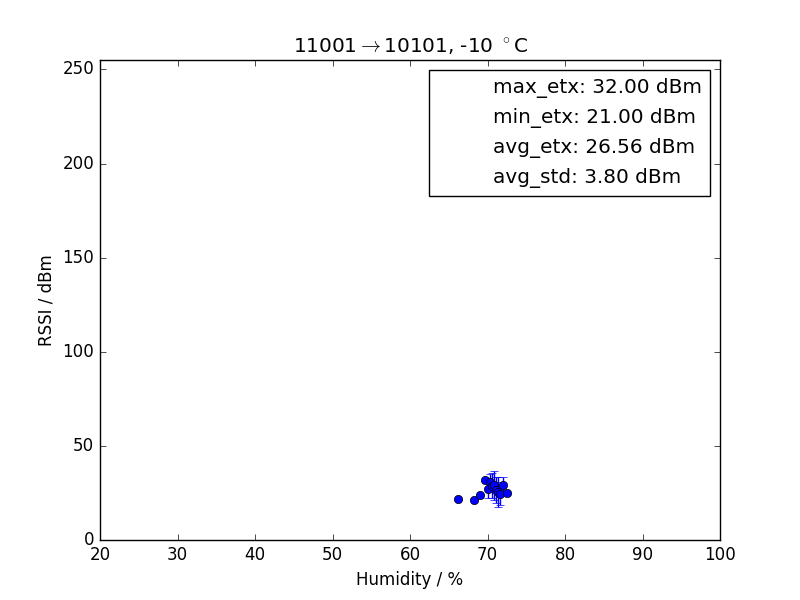 11001→10101, -10 °C
max_etx: 32.00 dBm
min_etx: 21.00 dBm
avg_etx: 26.56 dBm
avg_std: 3.80 dBm
RSSI / dBm
250
200
150
100
50
0
20 30 40 50 60 70 80 90 100
Humidity / %